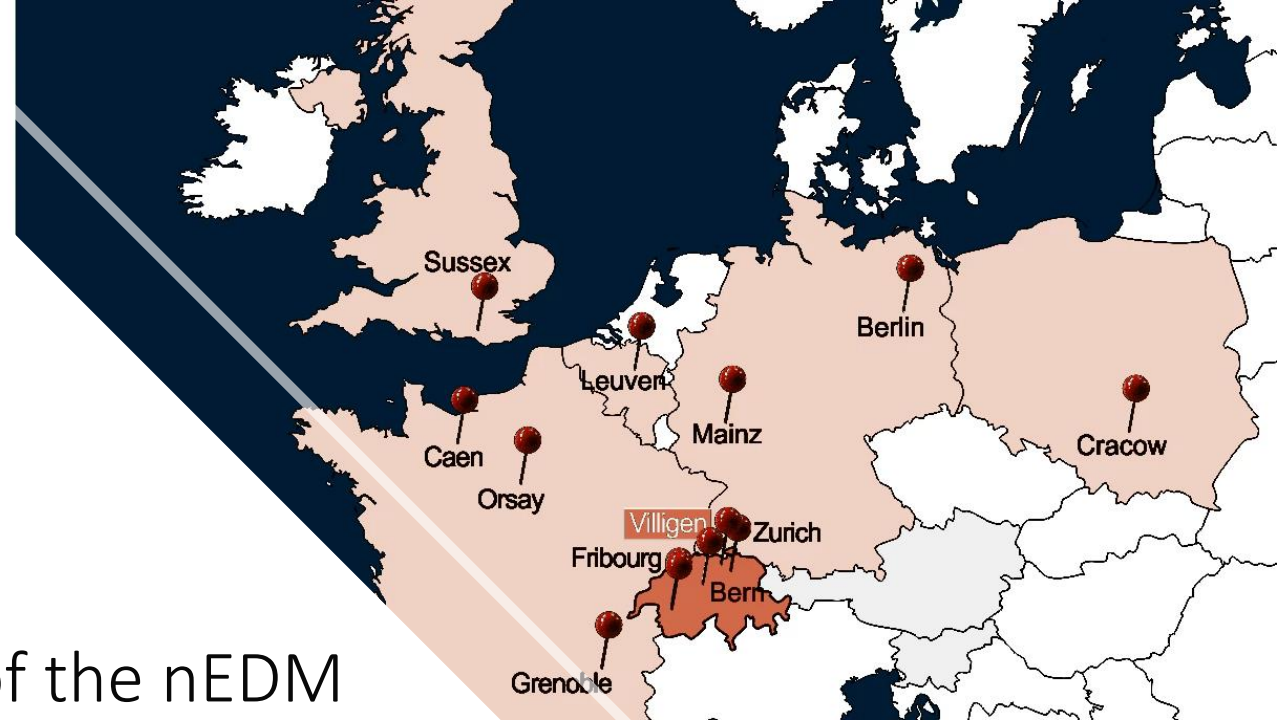 Sussex
Berlin
Leuven
Mainz
Cracow
Caen
Orsay
Villigen
Zurich
Fribourg
Bern
Grenoble
of the nEDM